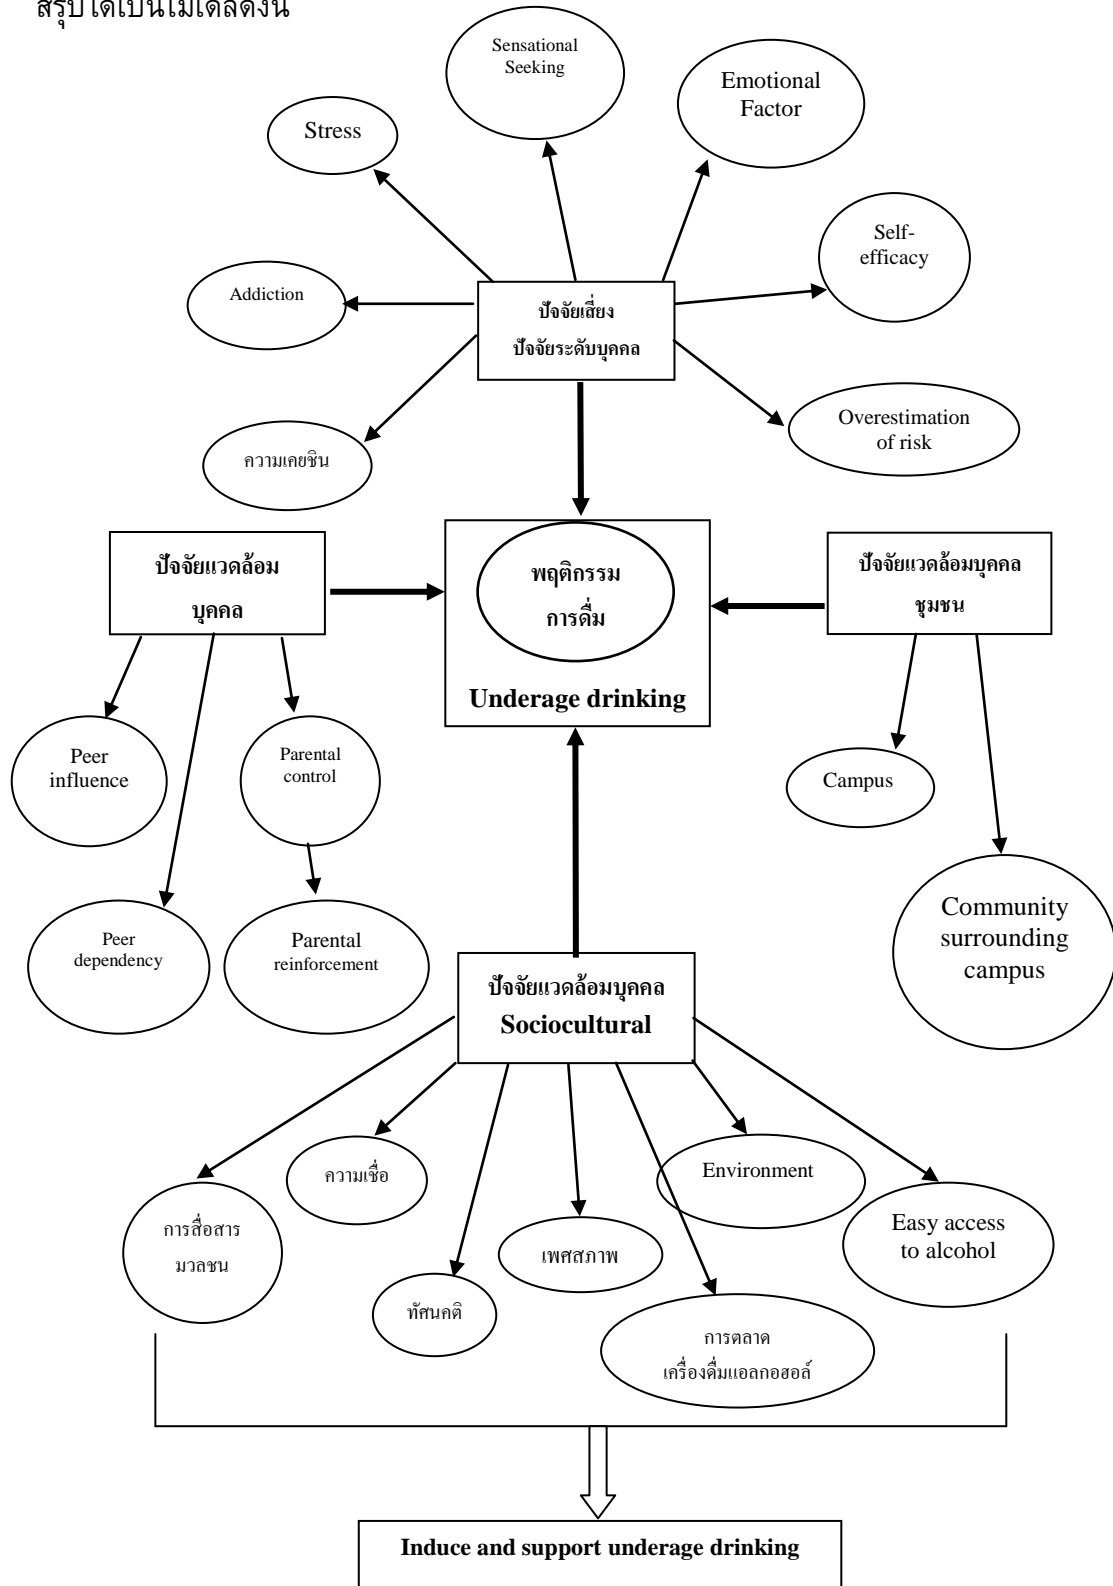 สรุปได้เป็นโมเดลดังนี้
Sensational
Seeking
Emotional
Factor
Stress
Self-
efficacy
Addiction
ปัจจัยเสี่ยง
ปัจจัยระดับบุคคล
Overestimation
of risk
ความเคยชิน
ปัจจัยแวดล้อม
บุคคล
พฤติกรรม
การดื่ม
Underage drinking
ปัจจัยแวดล้อมบุคคล
ชุมชน
Peer
influence
Parental
control
Campus
Peer
dependency
Parental
reinforcement
Community
surrounding
campus
ปัจจัยแวดล้อมบุคคล
Sociocultural
ความเชื่อ
Environment
การสื่อสาร
มวลชน
เพศสภาพ
Easy access
to alcohol
ทัศนคติ
การตลาด
เครื่องดื่มแอลกอฮอล์
Induce and support underage drinking